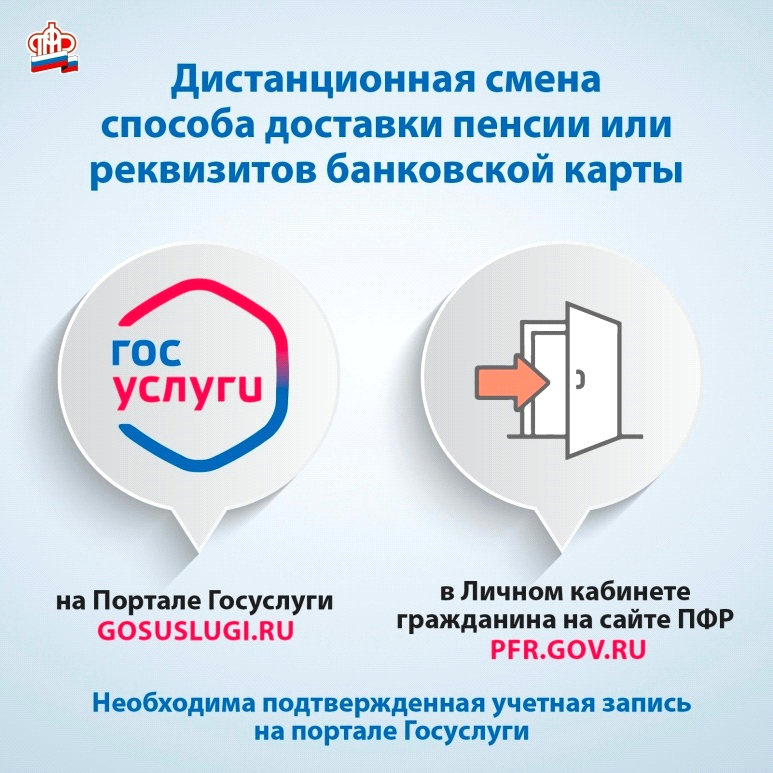 ПФР
Дистанционная смена
способа доставки пенсии или
реквизитов банковской карты
гос
услуги
на Портале Госуслуги
GOSUSLUGI.RU
в Личном кабинете
гражданина на сайте ПФР
PFR.GOV.RU
Необходима подтвержденная учетная запись
на портале Госуслуги